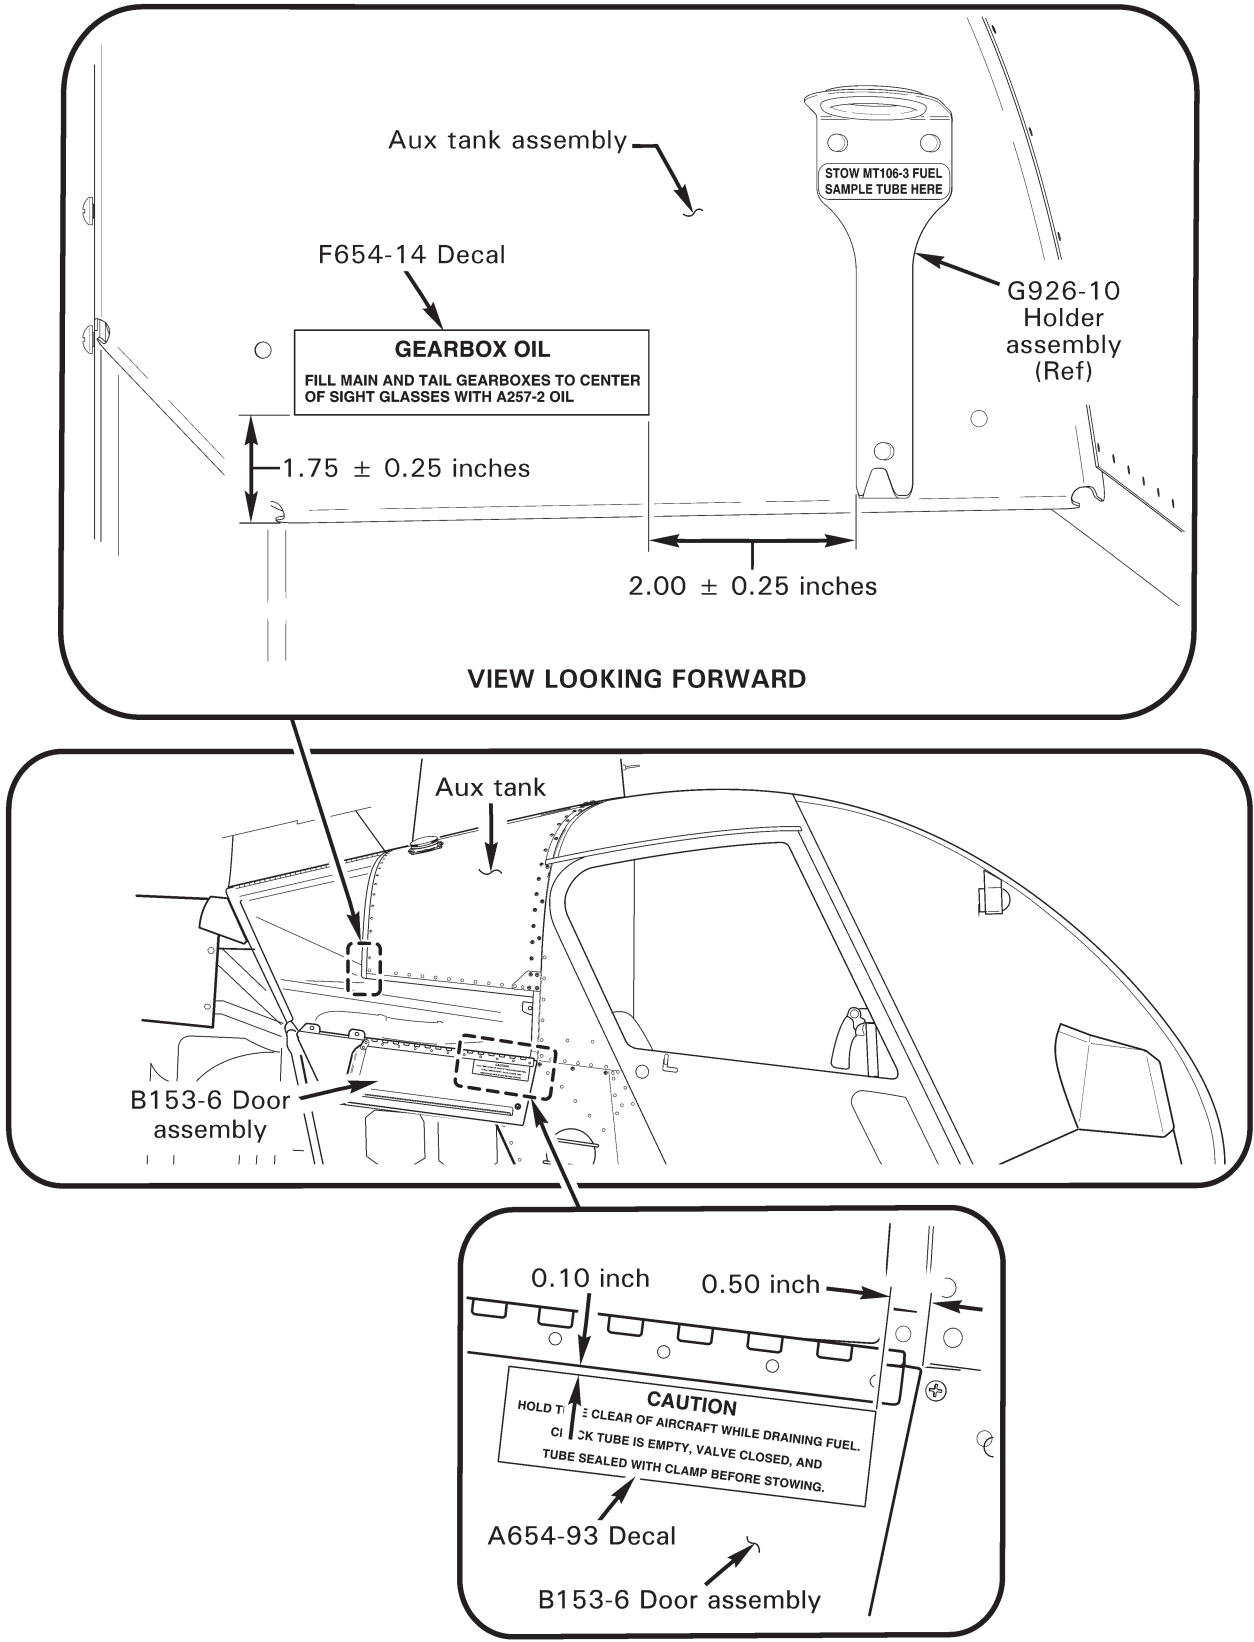 Aux tank assembly
STOW MT106-3 FUEL
SAMPLE TUBE HERE
F654-14 Decal
G926-10
Holder
assembly
(Ref)
GEARBOX OIL
FILL MAIN AND TAIL GEARBOXES TO CENTER
OF SIGHT GLASSES WITH A257-2 OIL
1.75 ± 0.25 inches
2.00 ± 0.25 inches
VIEW LOOKING FORWARD
Aux tank
B153-6 Door
assembly
0.10 inch
0.50 inch
CAUTION
HOLD CLEAR OF AIRCRAFT WHILE DRAINING FUEL.
TUBE IS EMPTY, VALVE CLOSED, AND
TUBE SEALED WITH CLAMP BEFORE STOWING.
A654-93 Decal
B153-6 Door assembly